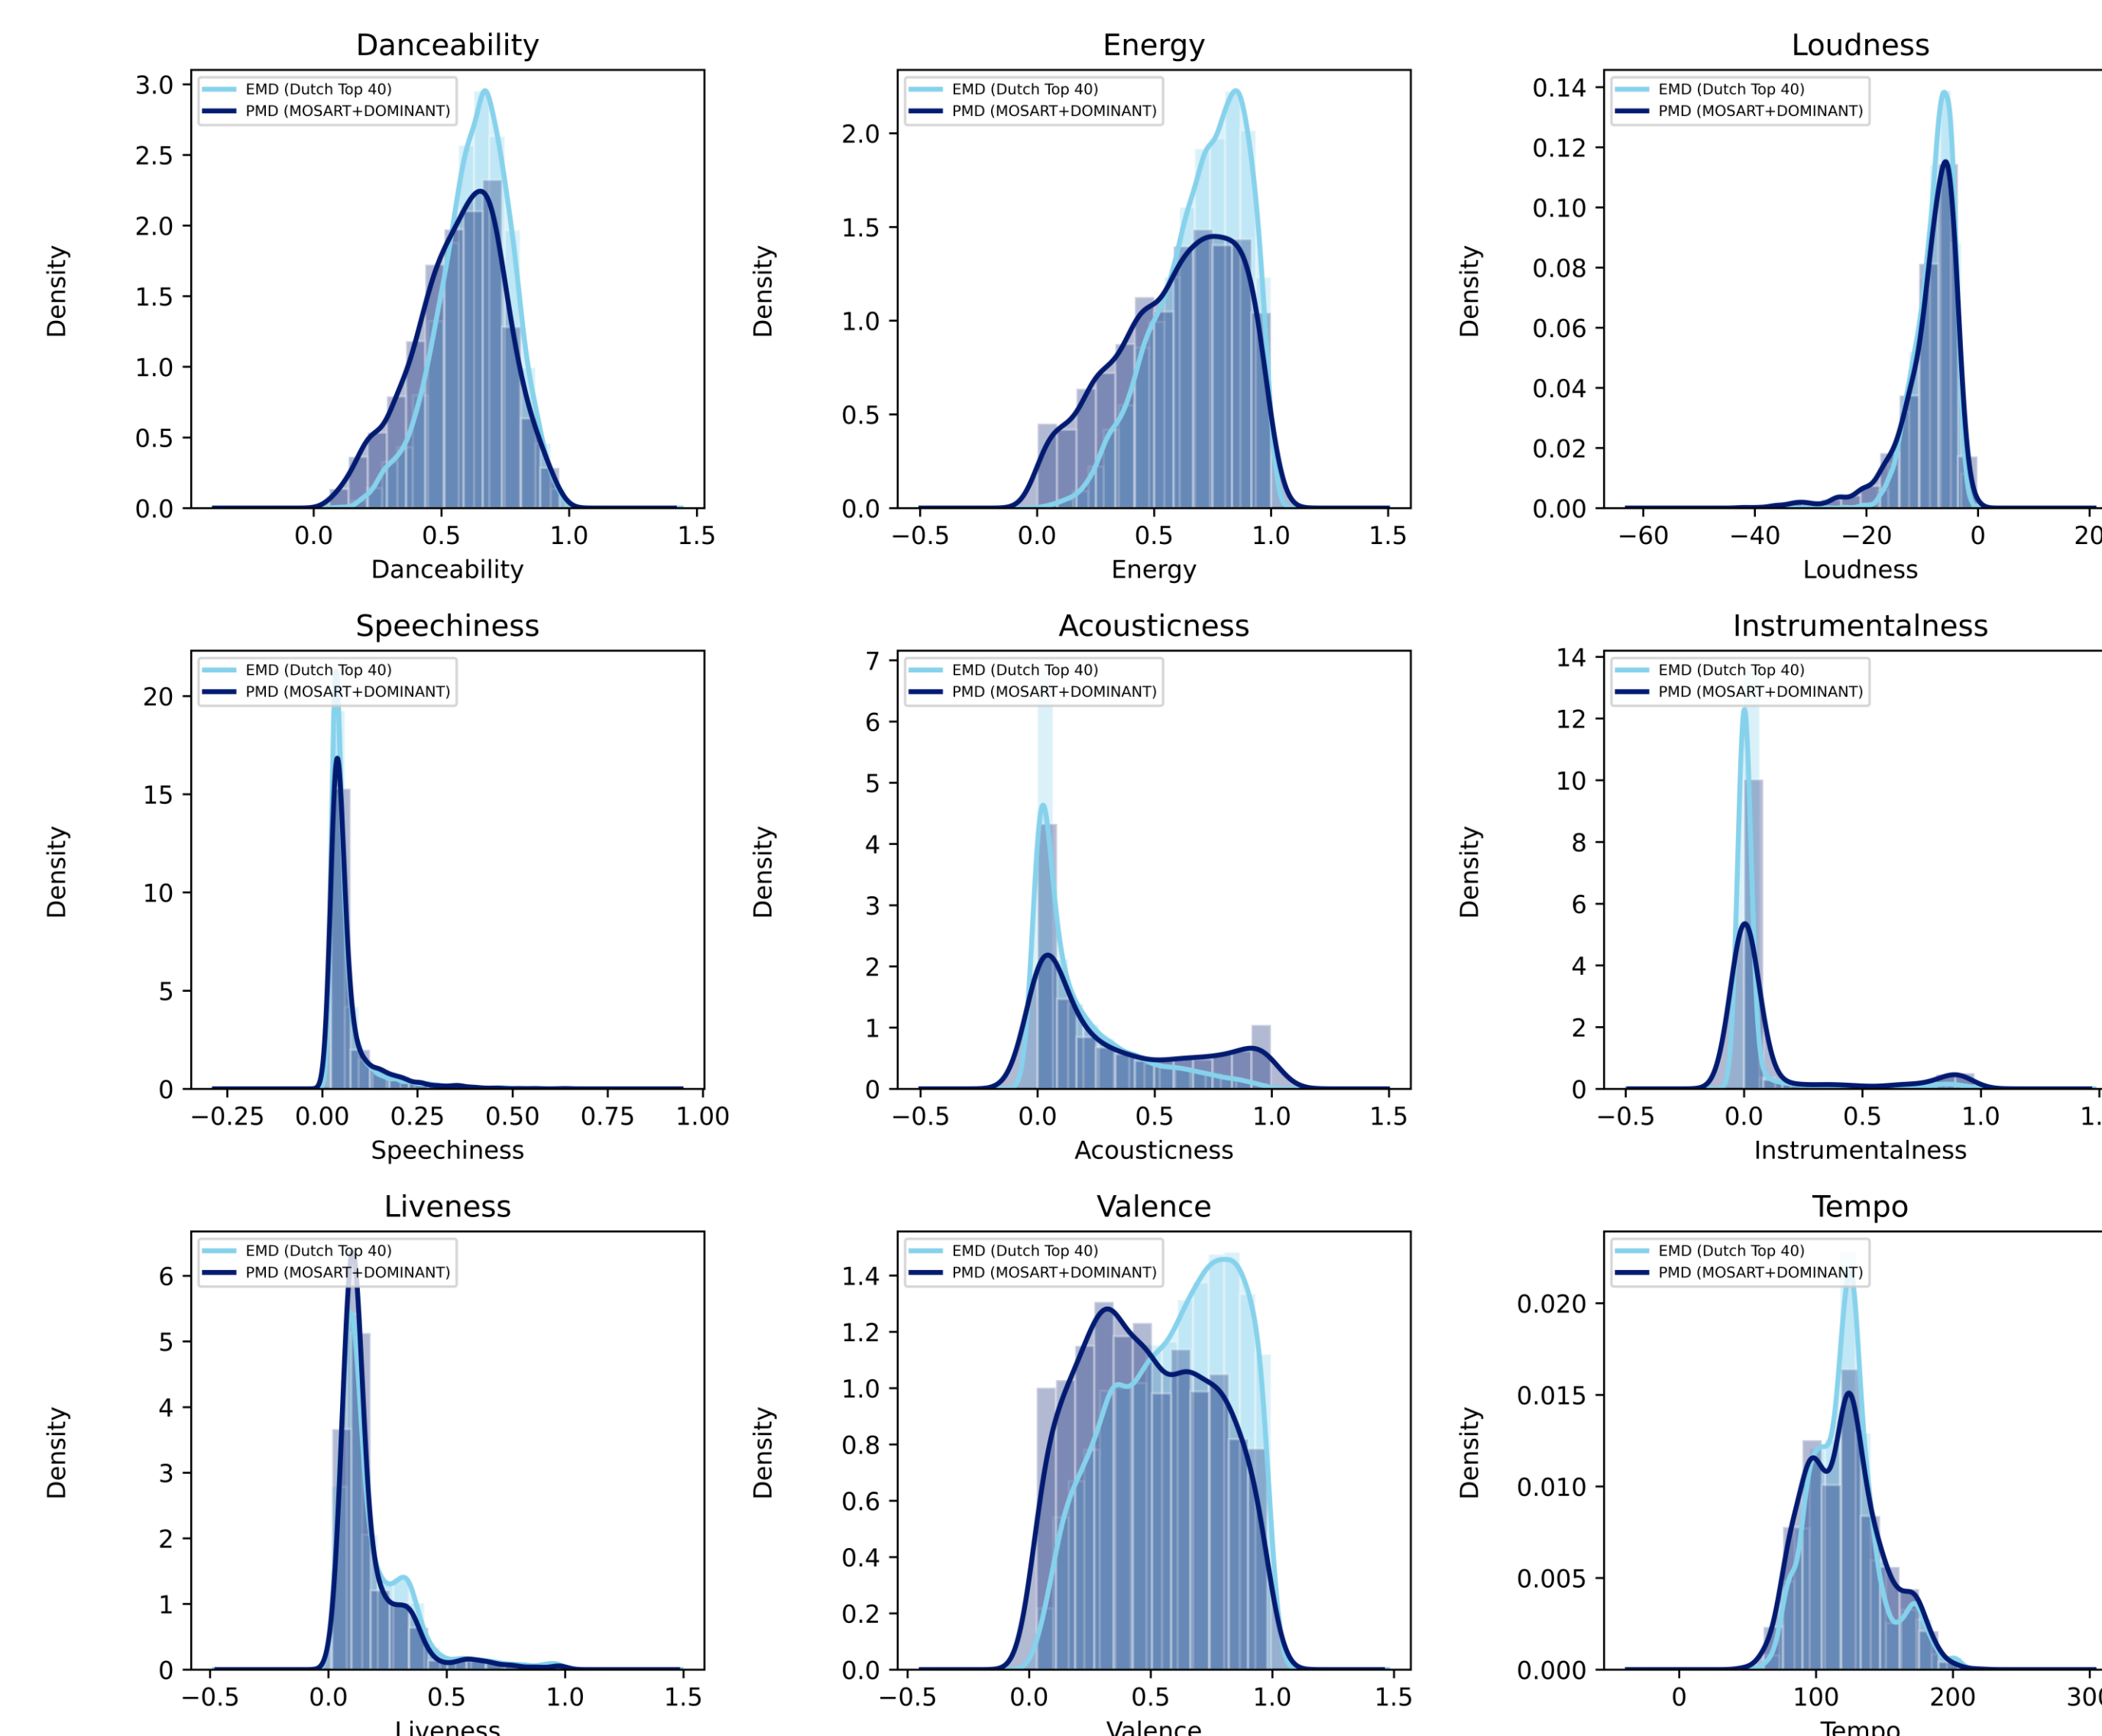 Danceability
EMD (Dutch Top 40)
PMD (MOSART+DOMINANT)
Density
3.0
2.5
2.0
1.5
1.0
0.5
0.0
0.0 0.5 1.0 1.5
Danceability
Energy
EMD (Dutch Top 40)
PMD (MOSART+DOMINANT)
Density
2.0
1.5
1.0
0.5
0.0
−0.5 0.0 0.5 1.0 1.5
Energy
Loudness
EMD (Dutch Top 40)
PMD (MOSART+DOMINANT)
Density
0.14
0.12
0.10
0.08
0.06
0.04
0.02
0.00
−60 −40 −20 0 20
Loudness
Speechiness
EMD (Dutch Top 40)
PMD (MOSART+DOMINANT)
Density
20
15
10
5
0
−0.25 0.00 0.25 0.50 0.75 1.00
Speechiness
Acousticness
EMD (Dutch Top 40)
PMD (MOSART+DOMINANT)
Density
7
6
5
4
3
2
1
0
−0.5 0.0 0.5 1.0 1.5
Acousticness
Instrumentalness
EMD (Dutch Top 40)
PMD (MOSART+DOMINANT)
Density
14
12
10
8
6
4
2
0
−0.5 0.0 0.5 1.0
Instrumentalness
Liveness
EMD (Dutch Top 40)
PMD (MOSART+DOMINANT)
Density
6
5
4
3
2
1
0
−0.5 0.0 0.5 1.0 1.5
Liveness
Valence
EMD (Dutch Top 40)
PMD (MOSART+DOMINANT)
Density
1.4
1.2
1.0
0.8
0.6
0.4
0.2
0.0
−0.5 0.0 0.5 1.0 1.5
Valence
Tempo
EMD (Dutch Top 40)
PMD (MOSART+DOMINANT)
Density
0.020
0.015
0.010
0.005
0.000
0 100 200 300
Tempo